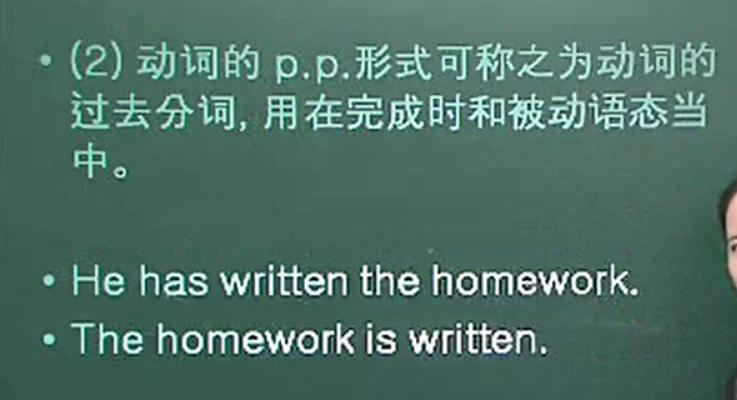 • (2) 动词的 p.p.形式可称之为动词的
过去分词, 用在完成时和被动语态当
中。
• He has written the homework.
• The homework is written.